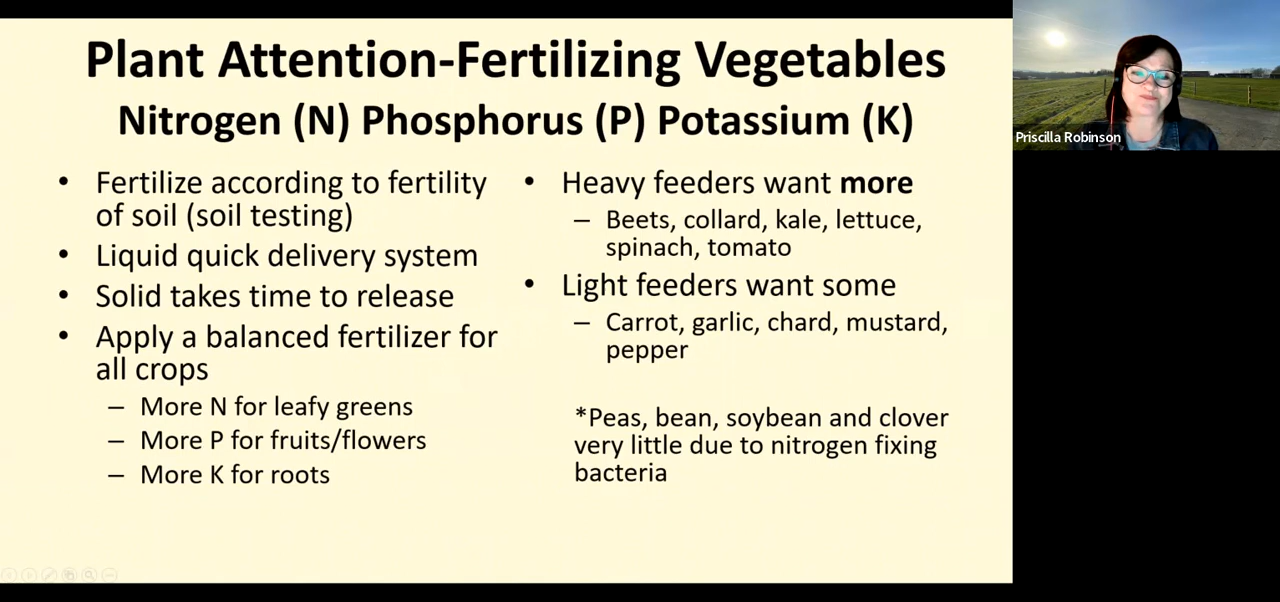 Plant Attention-Fertilizing Vegetables
Nitrogen (N) Phosphorus (P) Potassium (K)
• Fertilize according to fertility
of soil (soil testing)
• Liquid quick delivery system
• Solid takes time to release
• Apply a balanced fertilizer for
all crops
– More N for leafy greens
– More P for fruits/flowers
– More K for roots
• Heavy feeders want more
– Beets, collard, kale, lettuce,
spinach, tomato
• Light feeders want some
– Carrot, garlic, chard, mustard,
pepper
*Peas, bean, soybean and clover
very little due to nitrogen fixing
bacteria
Priscilla Robinson